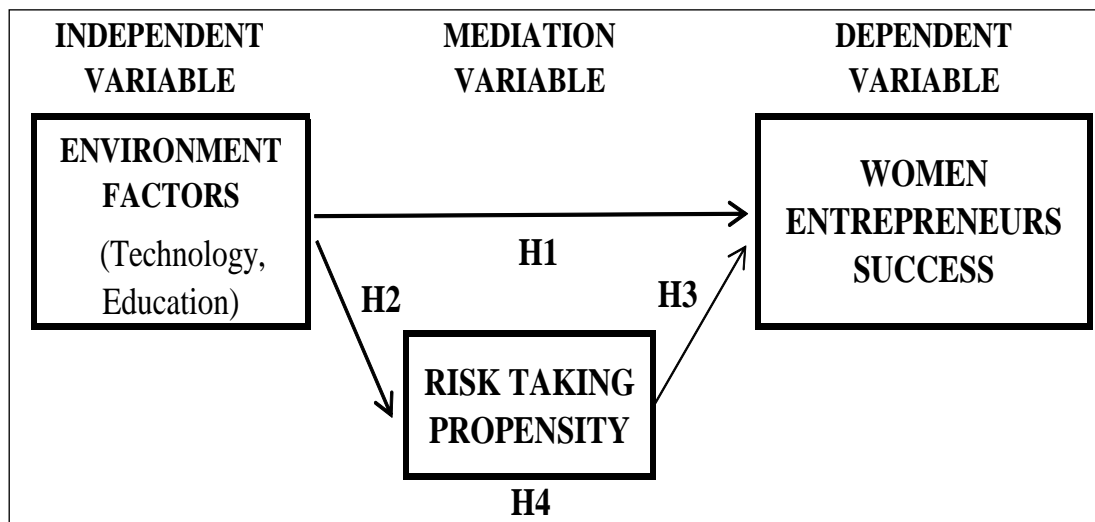 INDEPENDENT
VARIABLE
MEDIATION
VARIABLE
DEPENDENT
VARIABLE
ENVIRONMENT
FACTORS
(Technology,
Education)
H1
H2
H3
WOMEN
ENTREPRENEURS
SUCCESS
RISK TAKING
PROPENSITY
H4